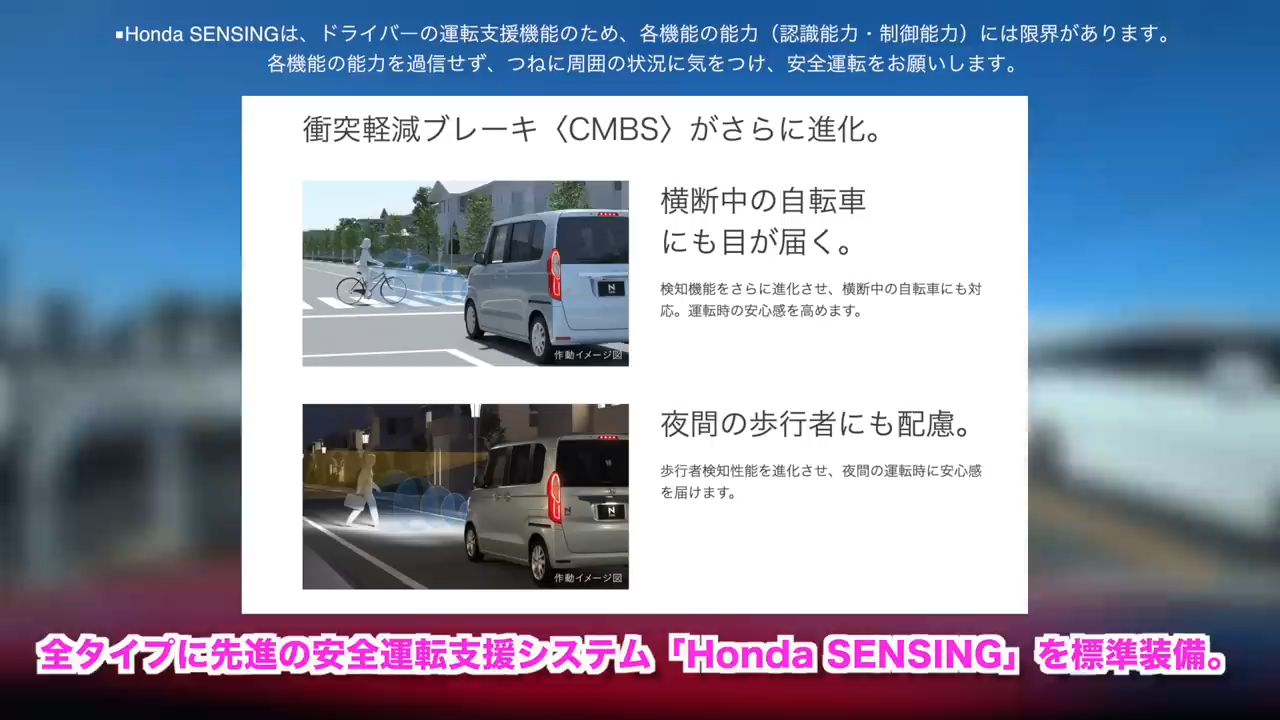 ▪Honda SENSINGは、ドライバーの運転支援機能のため、各機能の能力（認識能力・制御能力）には限界があります。
各機能の能力を過信せず、つねに周囲の状況に気をつけ、安全運転をお願いします。
衝突軽減ブレーキ〈CMBS〉がさらに進化。
横断中の自転車
にも目が届く。
検知機能をさらに進化させ、横断中の自転車にも対
応。運転時の安心感を高めます。
N
作動イメージ図
夜間の歩行者にも配慮。
歩行者検知性能を進化させ、夜間の運転時に安心感
を届けます。
N
作動イメージ図
全タイプに先進の安全運転支援システム「Honda SENSING」を標準装備。